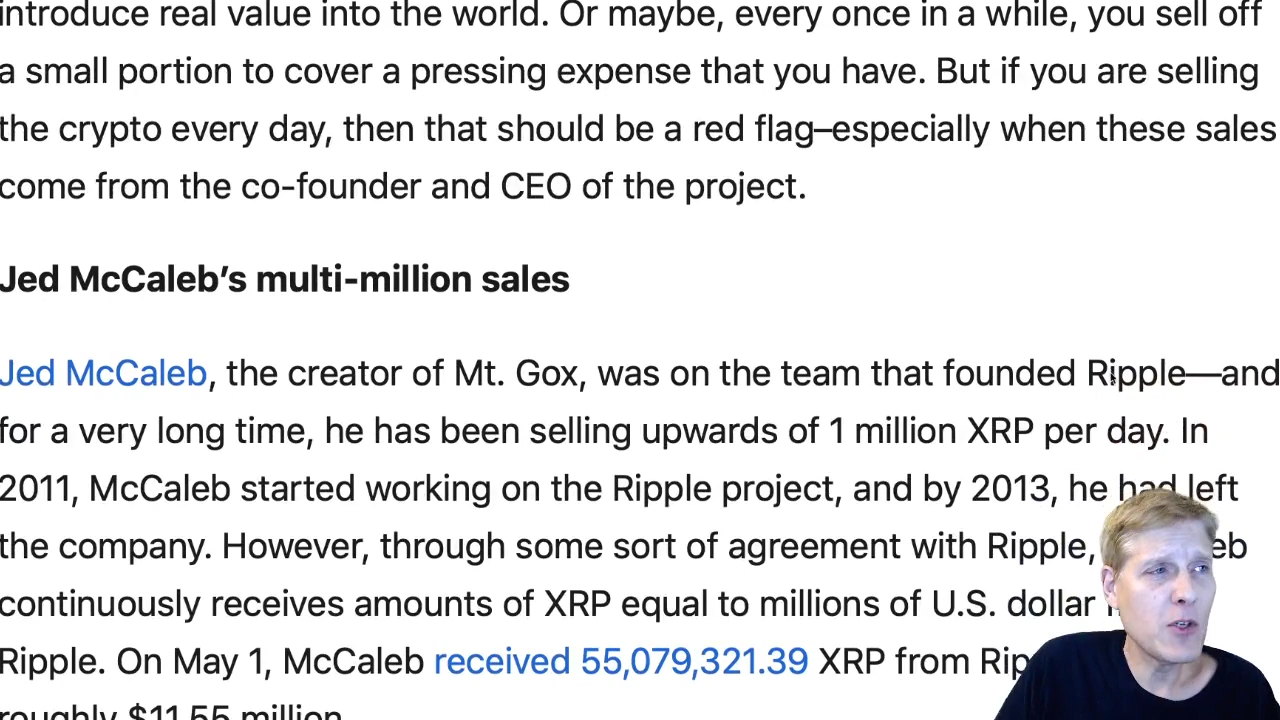 introduce real value into the world. Or maybe, every once in a while, you sell off
a small portion to cover a pressing expense that you have. But if you are selling
the crypto every day, then that should be a red flag–especially when these sales
come from the co-founder and CEO of the project.
Jed McCaleb’s multi-million sales
Jed McCaleb, the creator of Mt. Gox, was on the team that founded Ripple—and
for a very long time, he has been selling upwards of 1 million XRP per day. In
2011, McCaleb started working on the Ripple project, and by 2013, he had left
the company. However, through some sort of agreement with Ripple,
continuously receives amounts of XRP equal to millions of U.S. dollar
Ripple. On May 1, McCaleb received 55,079,321.39 XRP from
roughly $11.55 million